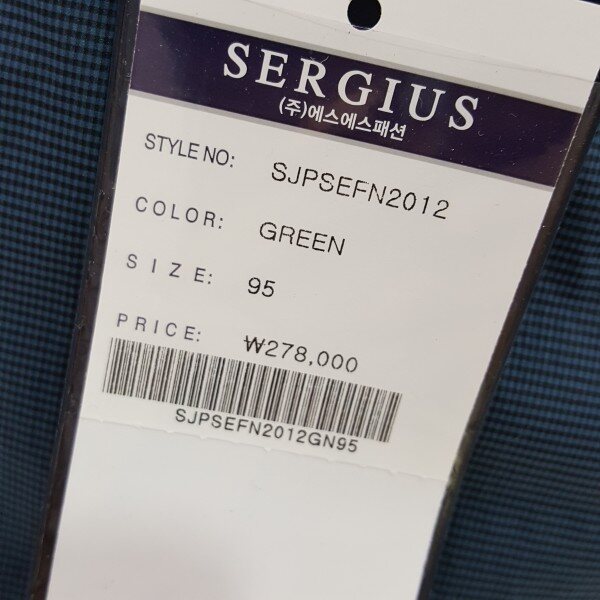 SERGIUS
(주)에스에스패션
STYLE NO: SJPSEFN2012
COLOR: GREEN
SIZE: 95
PRICE: ₩278,000
SJPSEFN2012GN95